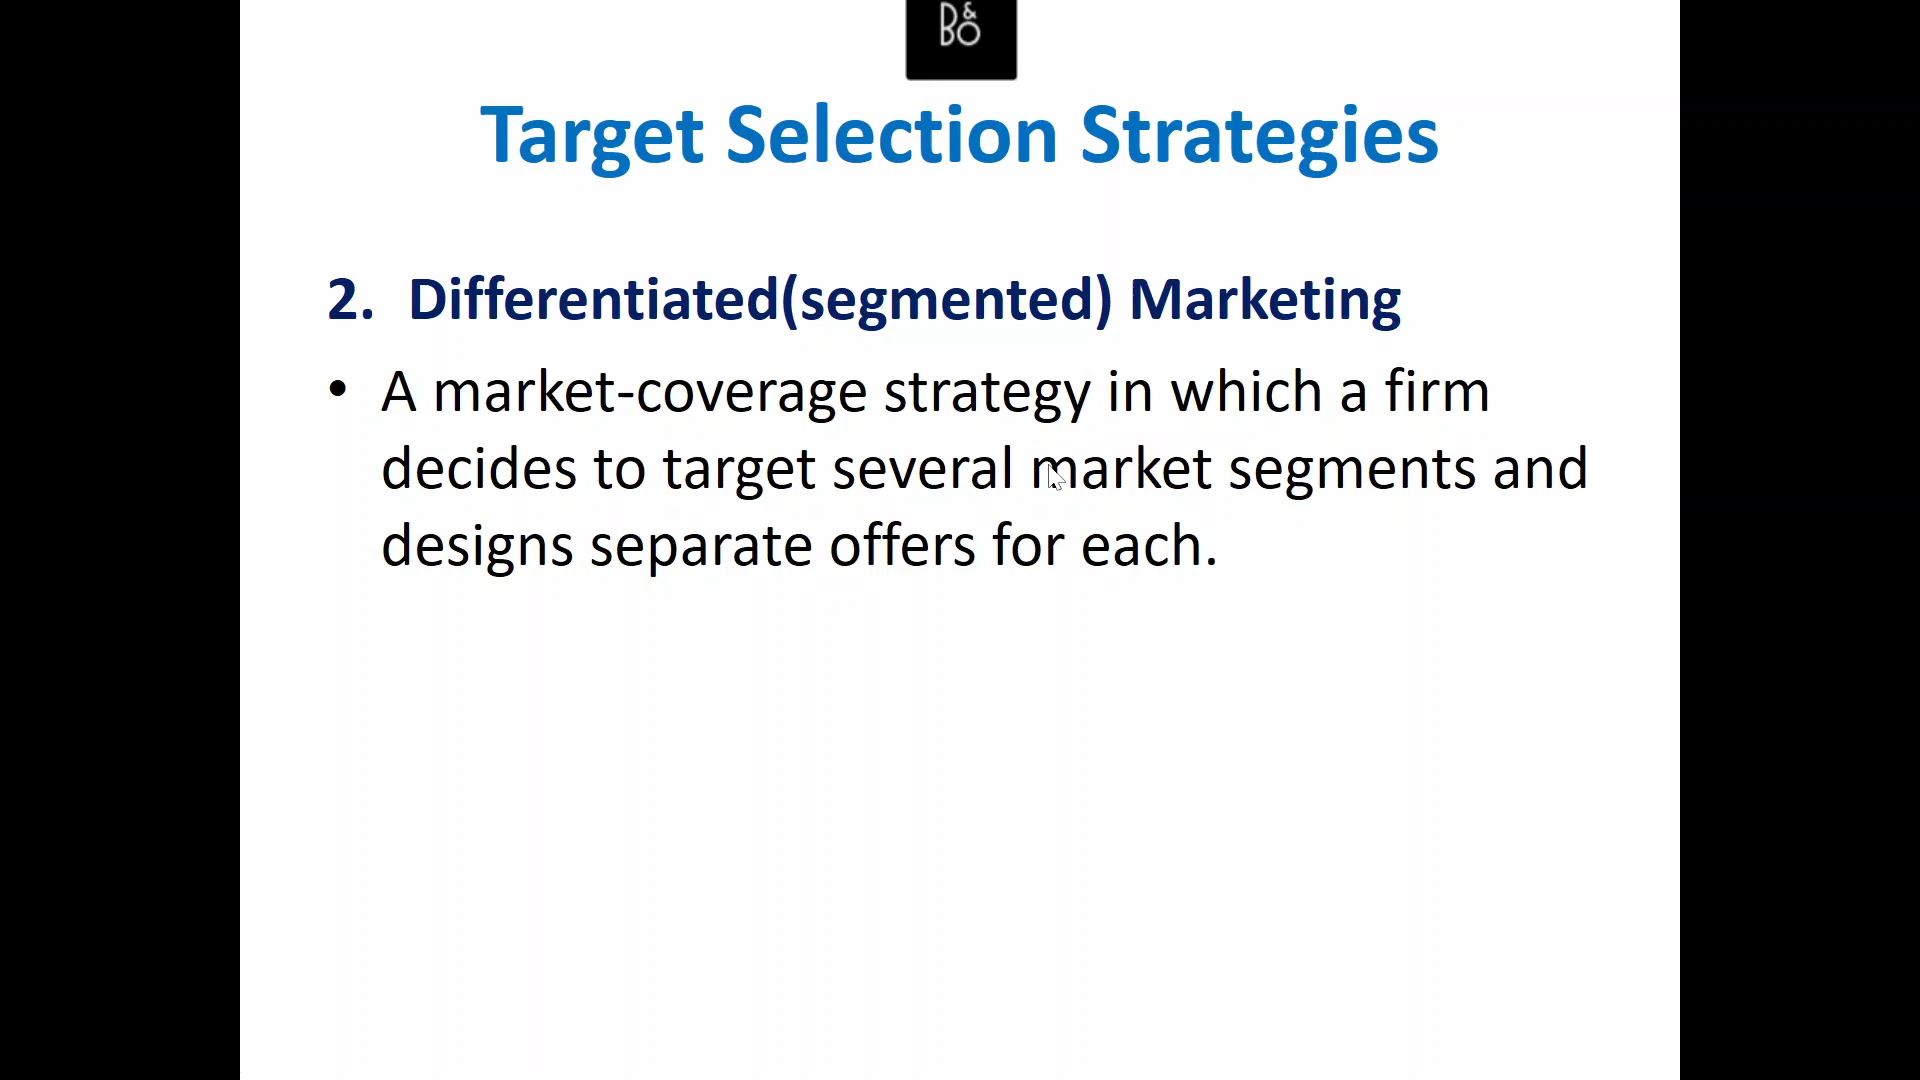 B&O
Target Selection Strategies
2. Differentiated(segmented) Marketing
• A market-coverage strategy in which a firm
decides to target several market segments and
designs separate offers for each.